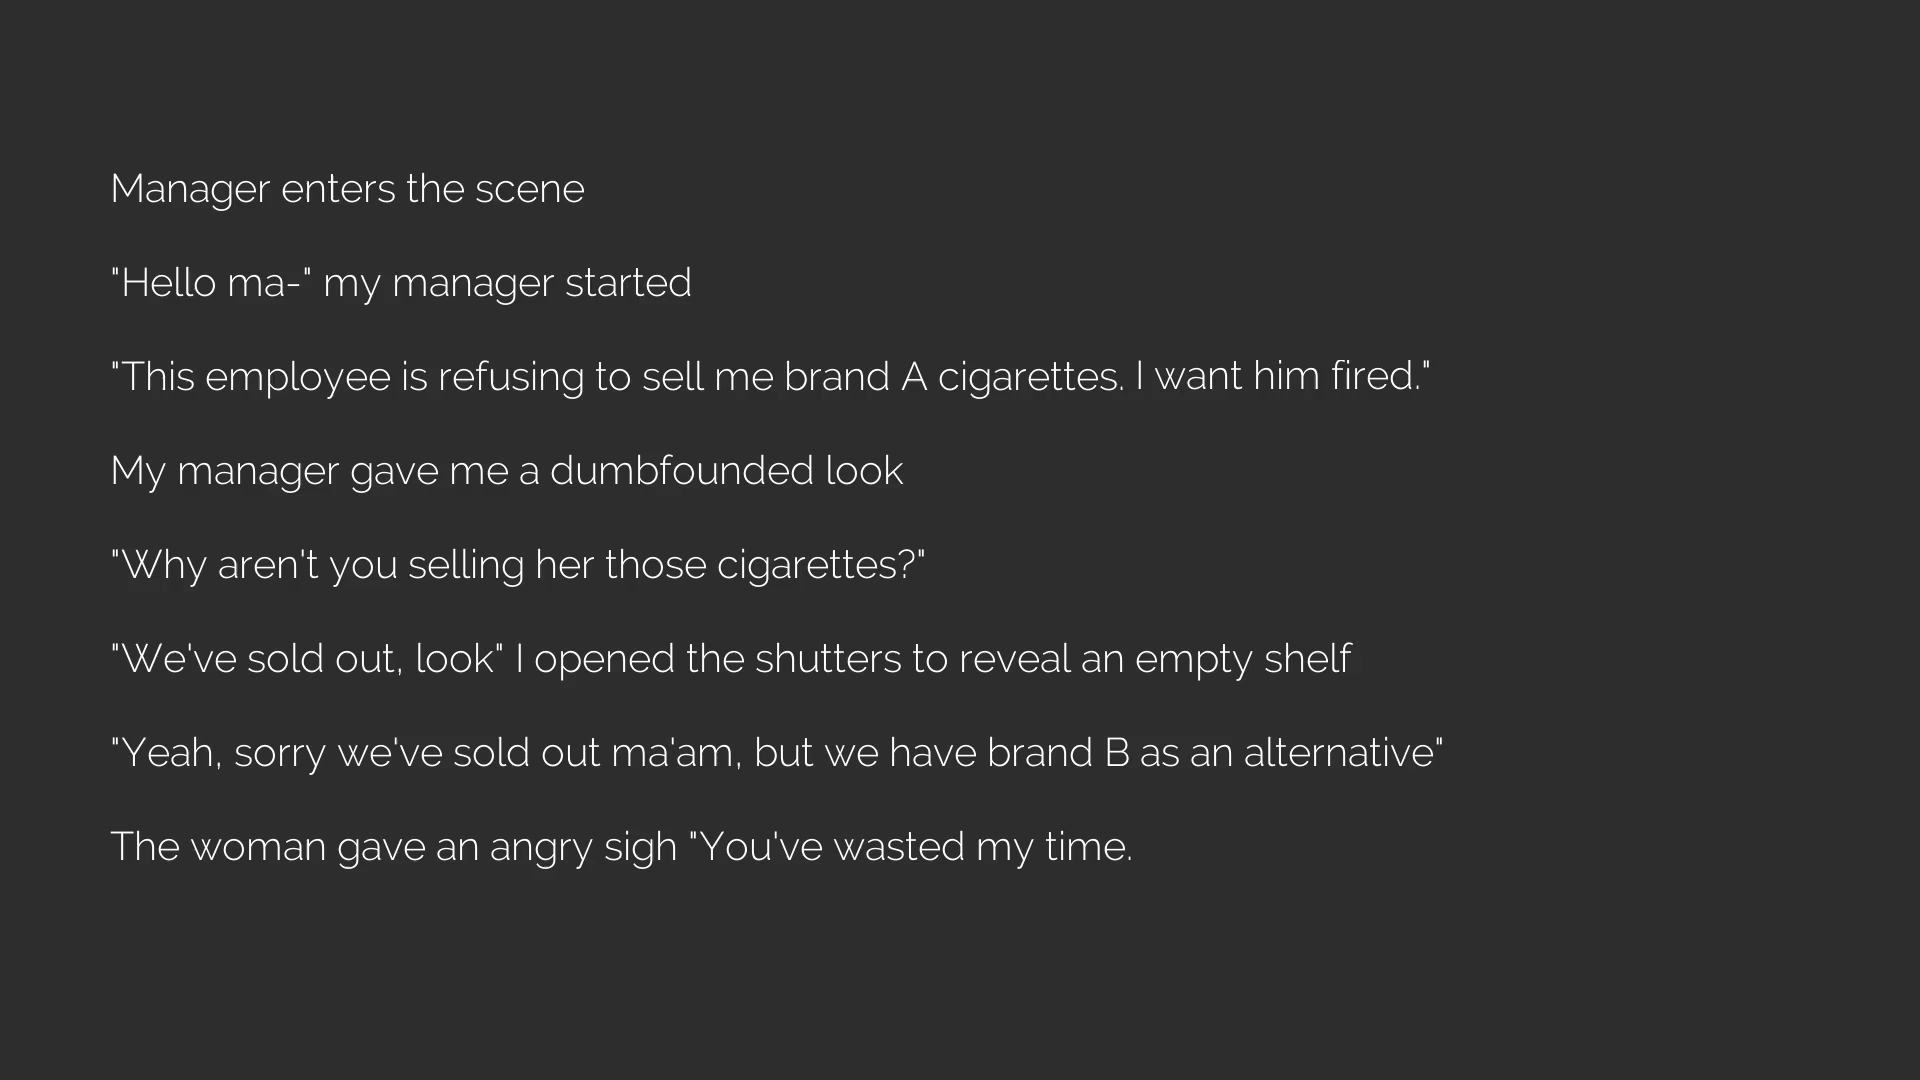 Manager enters the scene
"Hello ma-" my manager started
"This employee is refusing to sell me brand A cigarettes. I want him fired."
My manager gave me a dumbfounded look
"Why aren't you selling her those cigarettes?"
"We've sold out, look" I opened the shutters to reveal an empty shelf
"Yeah, sorry we've sold out ma'am, but we have brand B as an alternative"
The woman gave an angry sigh "You've wasted my time.